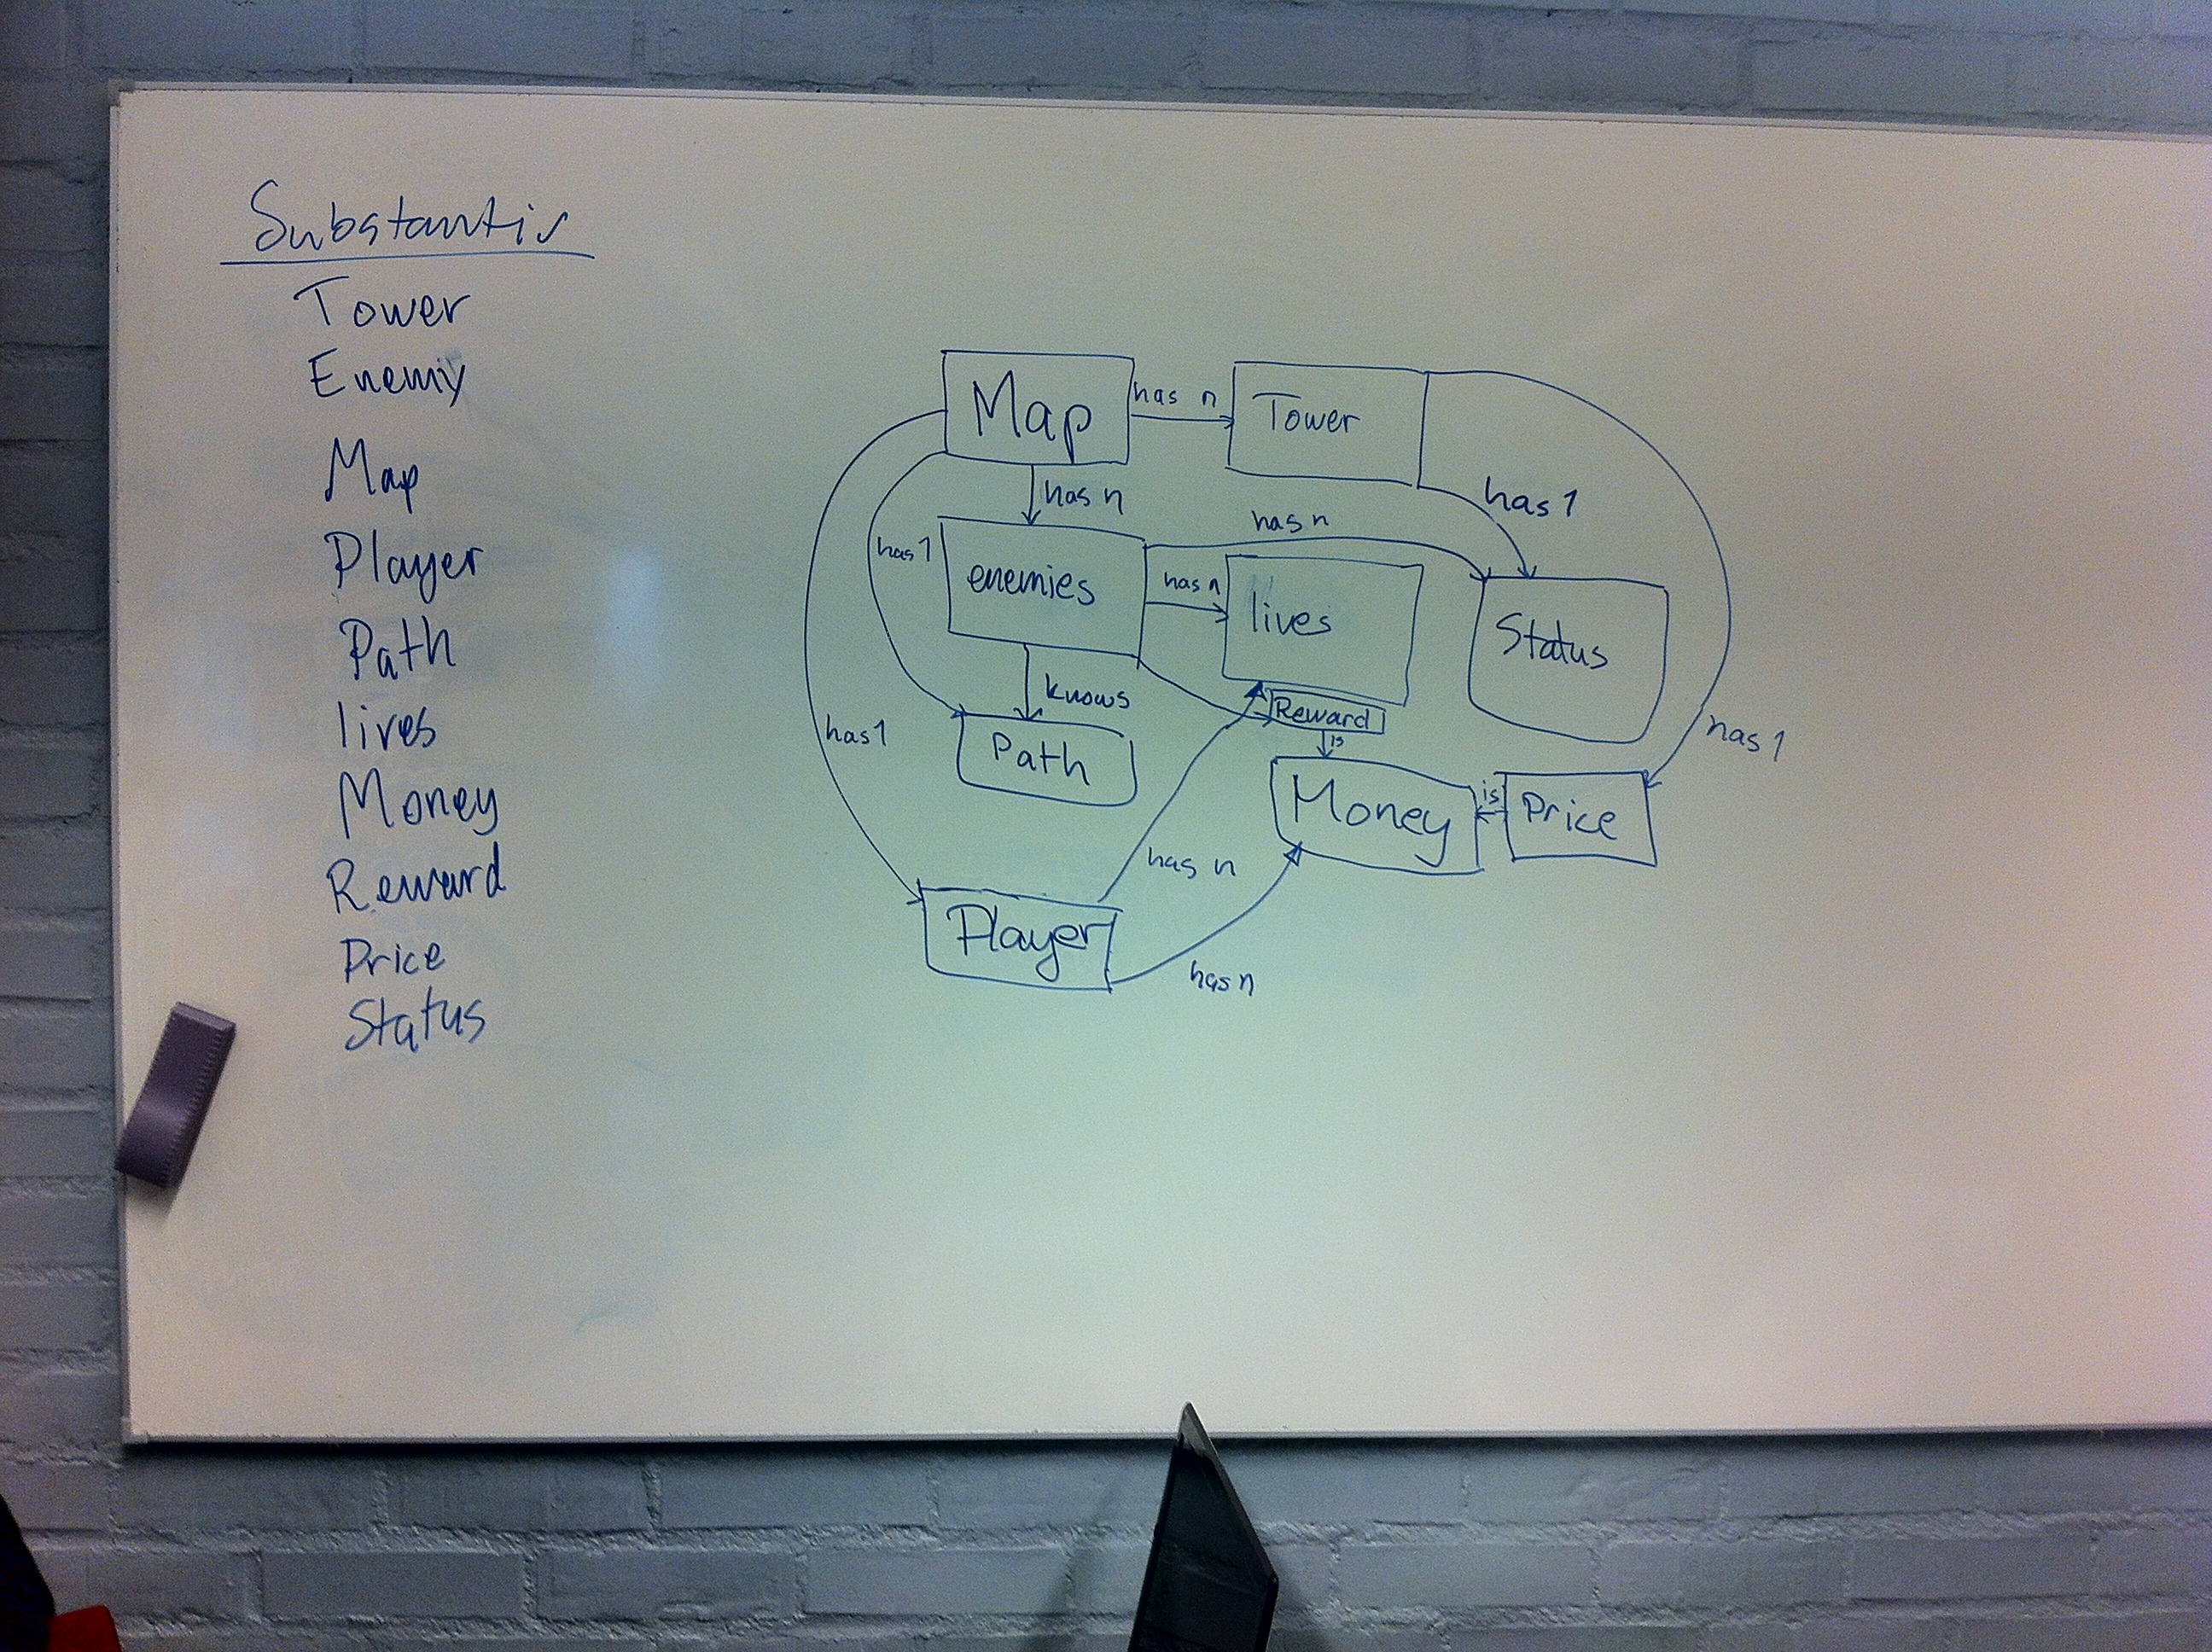 Substantiv
Tower
Enemy
Map
Player
Path
lives
Money
Reward
Price
Status
Map
has n
Tower
has n
has 1
has n
has 1
enemies
has n
lives
Status
knows
Reward
has 1
is
has 1
Path
Money
is
Price
has n
Player
has n